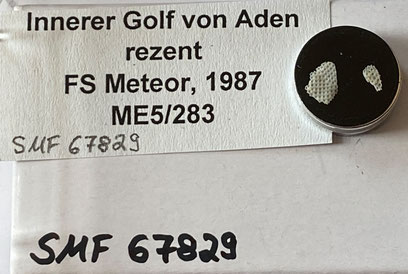 Innerer Golf von Aden
rezent
FS Meteor, 1987
ME5/283
SMF 67829
SMF 67829